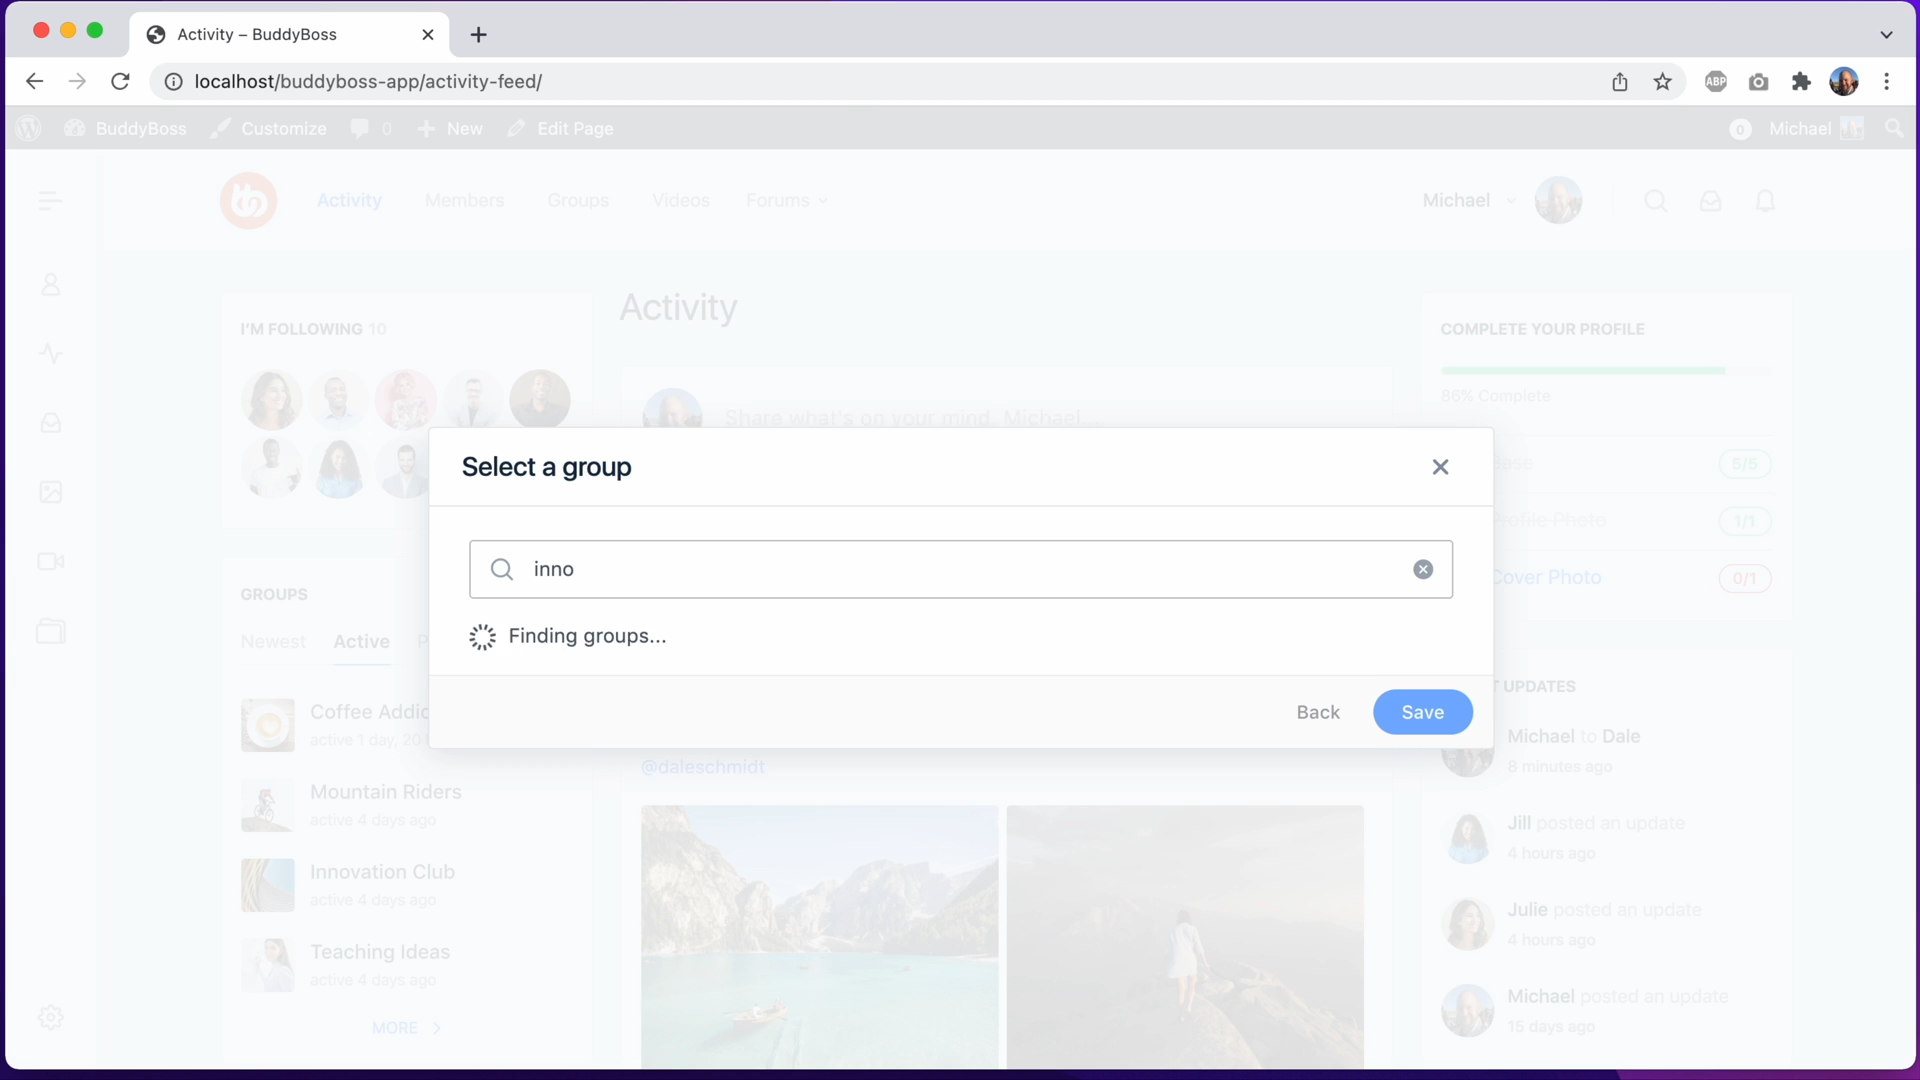 Activity – BuddyBoss
localhost/buddyboss-app/activity-feed/
ABP
BuddyBoss Customize 0 New Edit Page
0 Michael
Activity Members Groups Videos Forums
Michael
Activity
I'M FOLLOWING 10
Share what's on your mind, Michael...
COMPLETE YOUR PROFILE
86% Complete
5/5
Profile Photo 1/1
Cover Photo 0/1
Select a group
inno
Finding groups...
Back Save
GROUPS
Newest Active P
Coffee Addic
active 1 day, 20
Mountain Riders
active 4 days ago
Innovation Club
active 4 days ago
Teaching Ideas
active 4 days ago
MORE
@daleschmidt
T UPDATES
Michael to Dale
8 minutes ago
Jill posted an update
4 hours ago
Julie posted an update
4 hours ago
Michael posted an update
15 days ago